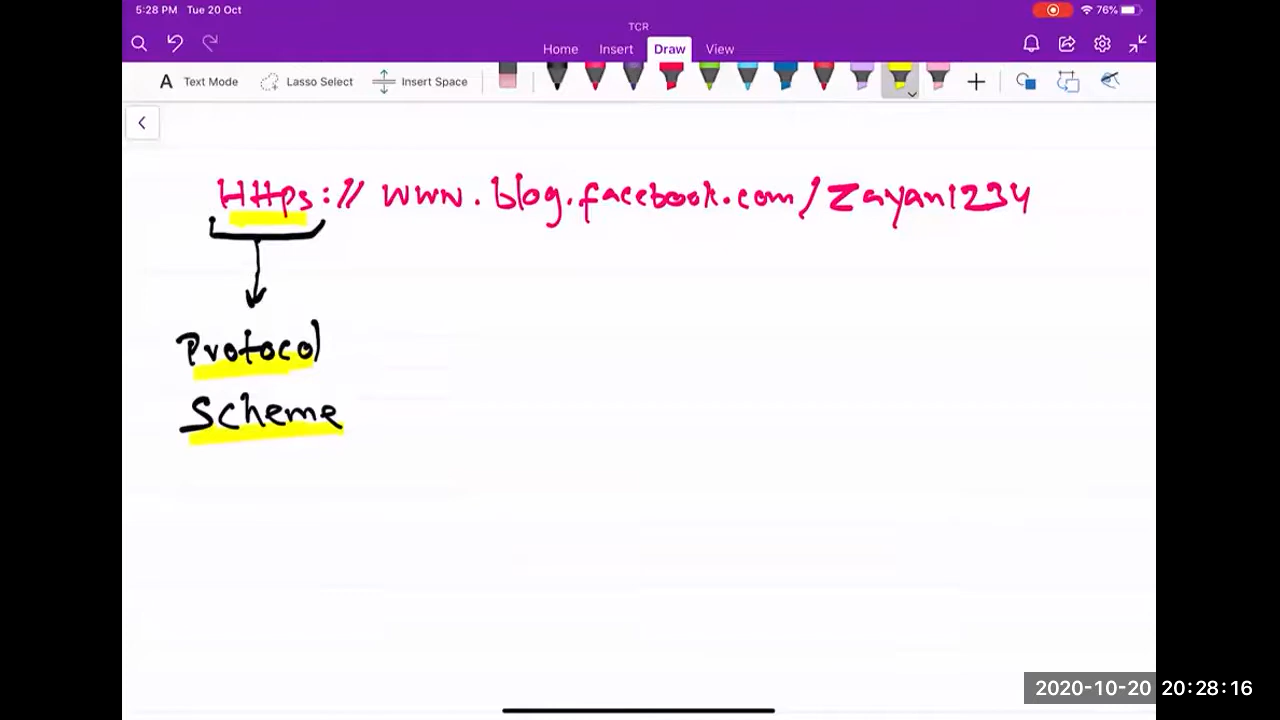 5:28 PM Tue 20 Oct
76%
TCR
Home Insert Draw View
A Text Mode Lasso Select Insert Space
Https:// www.blog.facebook.com/Zayan1234
Protocol
Scheme
2020-10-20 20:28:16